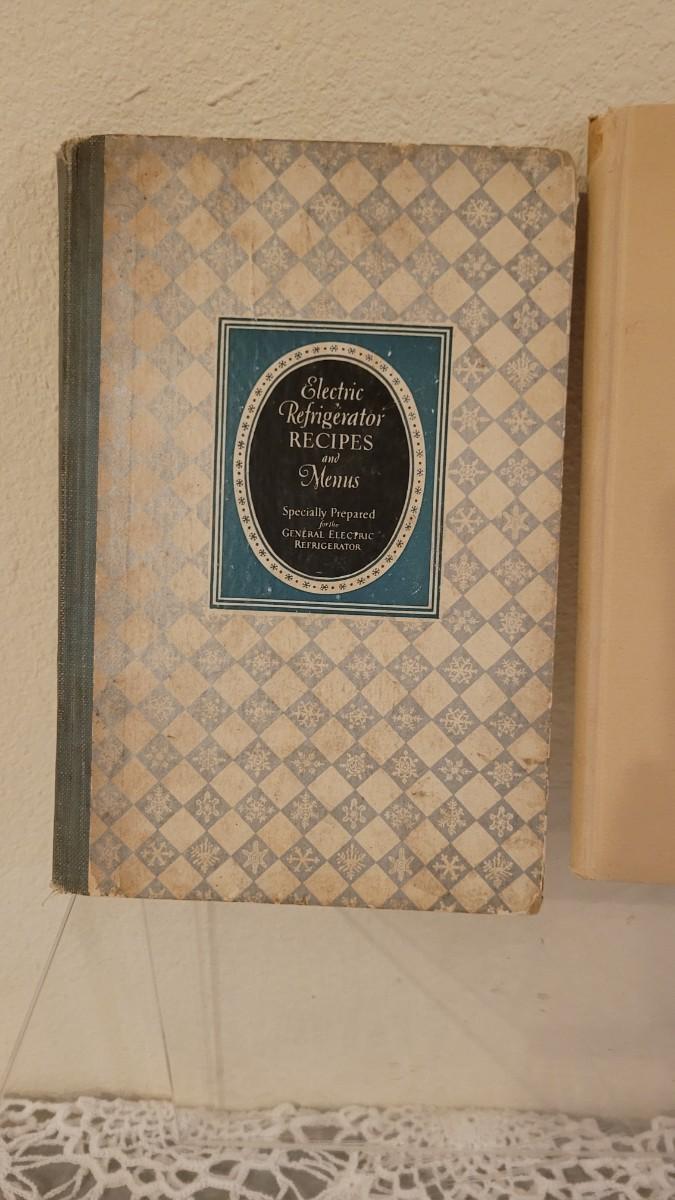 Electric
Refrigerator
RECIPES
and
Menus
Specially Prepared
for the
GENERAL ELECTRIC
REFRIGERATOR